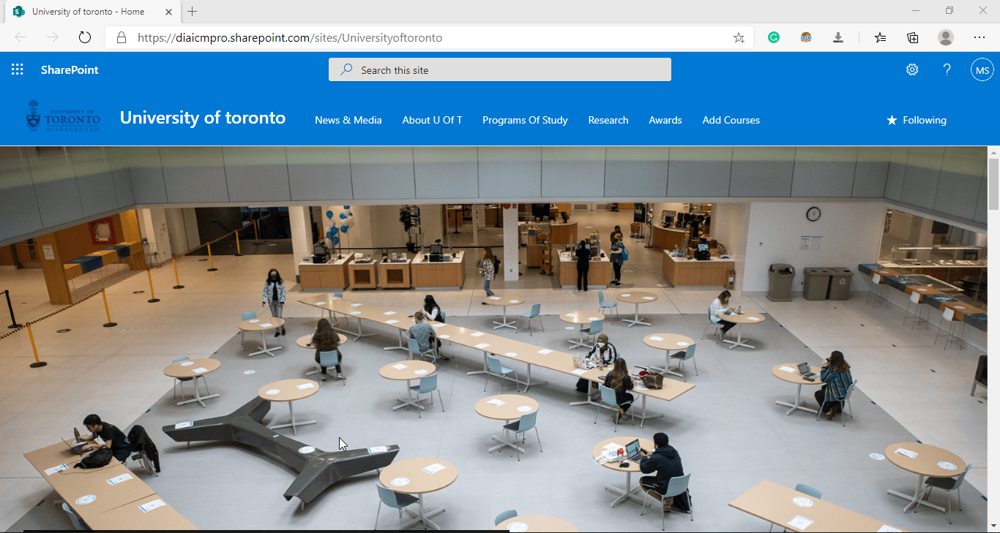 University of toronto - Home
https://diaicmpro.sharepoint.com/sites/Universityoftoronto
SharePoint
Search this site
MS
UNIVERSITY OF
TORONTO
SCARBOROUGH
University of toronto
News & Media
About U Of T
Programs Of Study
Research
Awards
Add Courses
Following